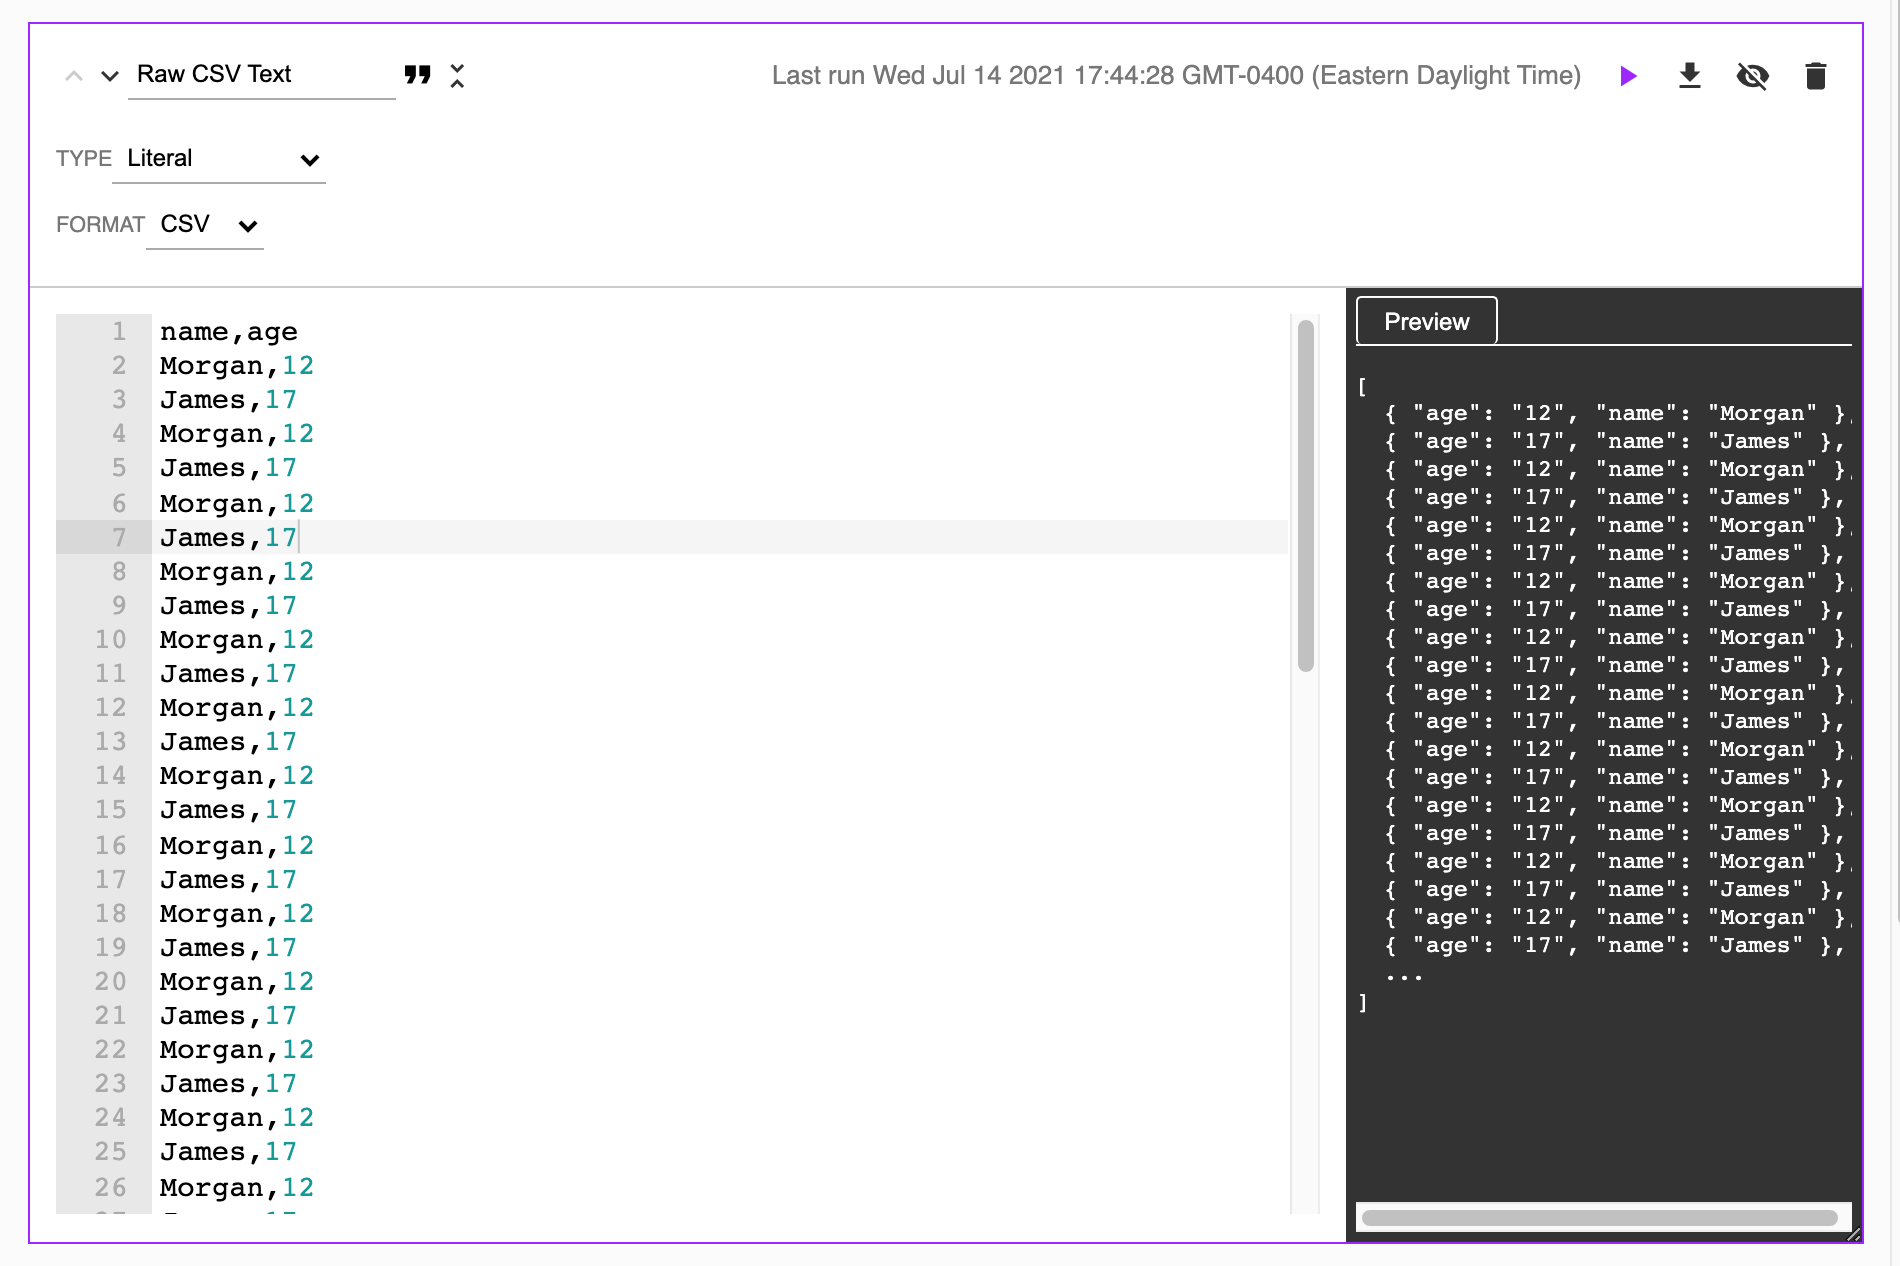 Raw CSV Text
Last run Wed Jul 14 2021 17:44:28 GMT-0400 (Eastern Daylight Time)
TYPE Literal
FORMAT CSV
1 name,age
2 Morgan,12
3 James,17
4 Morgan,12
5 James,17
6 Morgan,12
7 James,17
8 Morgan,12
9 James,17
10 Morgan,12
11 James,17
12 Morgan,12
13 James,17
14 Morgan,12
15 James,17
16 Morgan,12
17 James,17
18 Morgan,12
19 James,17
20 Morgan,12
21 James,17
22 Morgan,12
23 James,17
24 Morgan,12
25 James,17
26 Morgan,12
Preview
[
{ "age": "12", "name": "Morgan" },
{ "age": "17", "name": "James" },
{ "age": "12", "name": "Morgan" },
{ "age": "17", "name": "James" },
{ "age": "12", "name": "Morgan" },
{ "age": "17", "name": "James" },
{ "age": "12", "name": "Morgan" },
{ "age": "17", "name": "James" },
{ "age": "12", "name": "Morgan" },
{ "age": "17", "name": "James" },
{ "age": "12", "name": "Morgan" },
{ "age": "17", "name": "James" },
{ "age": "12", "name": "Morgan" },
{ "age": "17", "name": "James" },
{ "age": "12", "name": "Morgan" },
{ "age": "17", "name": "James" },
{ "age": "12", "name": "Morgan" },
{ "age": "17", "name": "James" },
{ "age": "12", "name": "Morgan" },
{ "age": "17", "name": "James" },
...
]